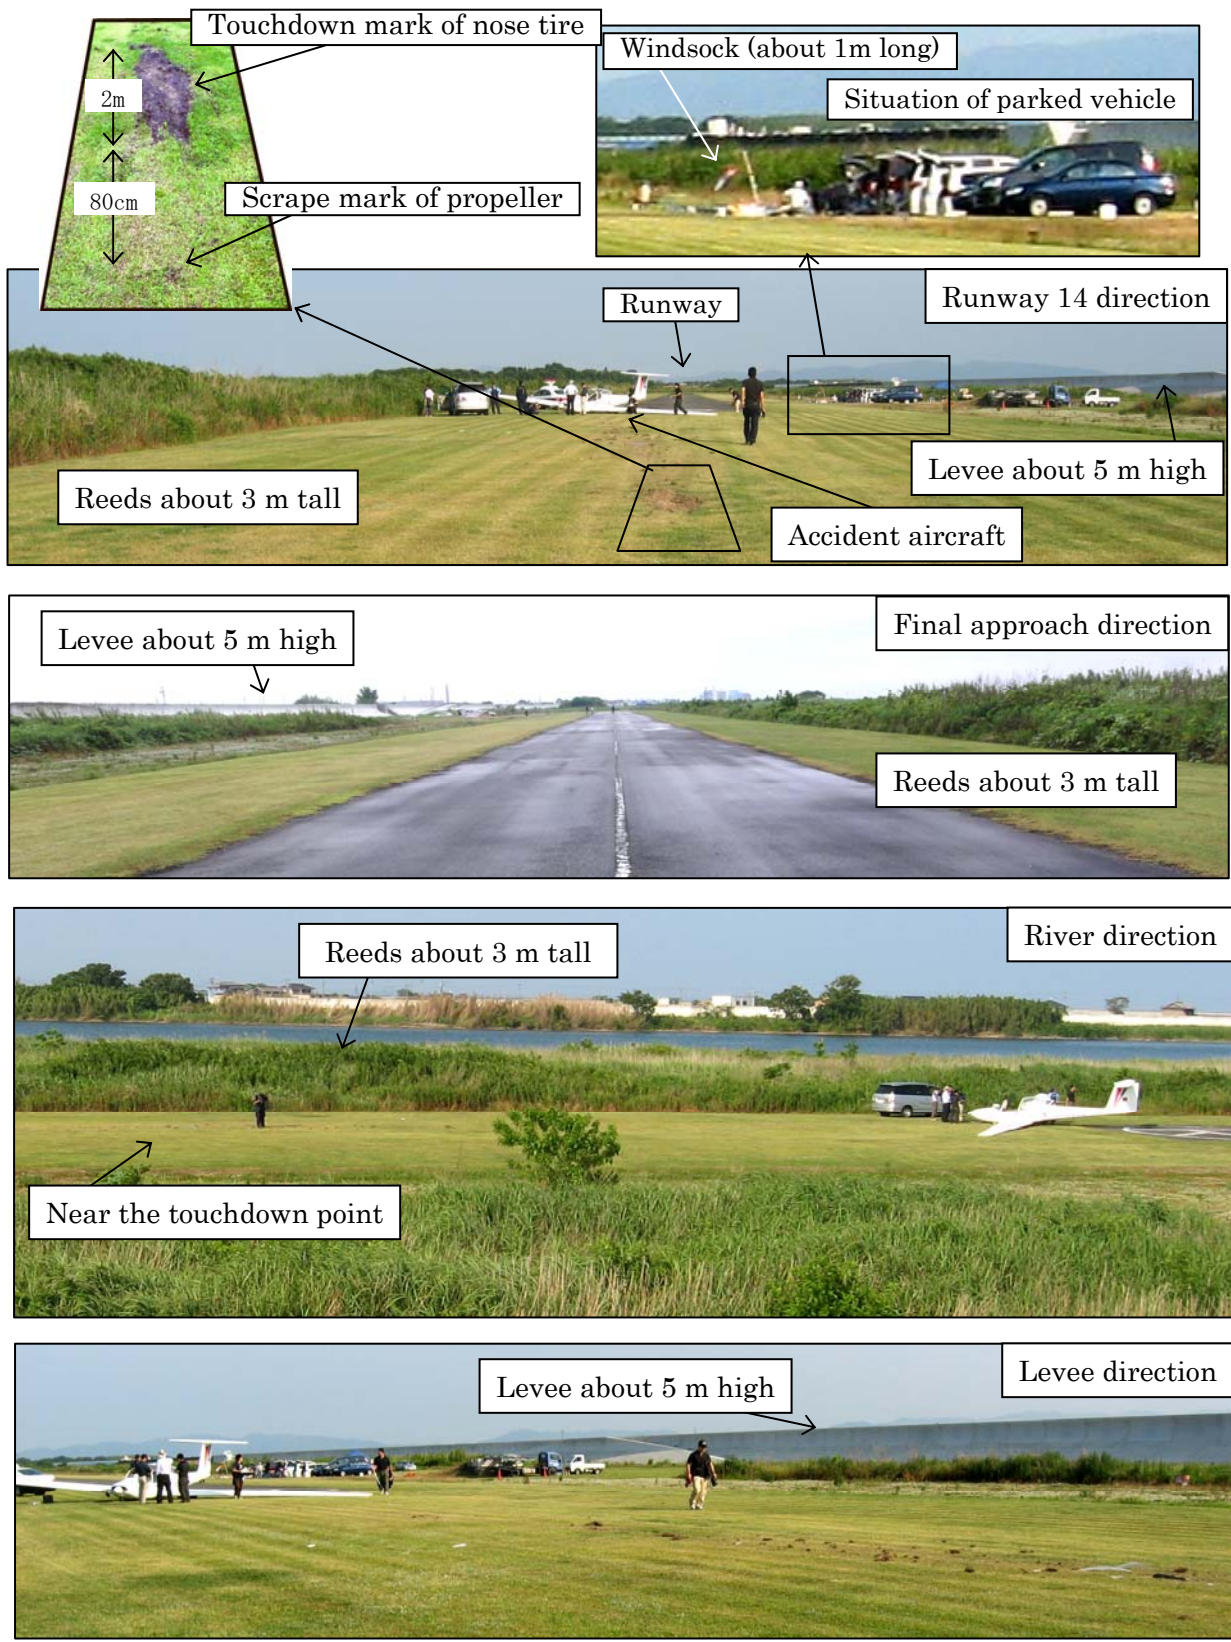 Touchdown mark of nose tire
Windsock (about 1m long)
Situation of parked vehicle
2m
80cm
Scrape mark of propeller
Runway
Runway 14 direction
Levee about 5 m high
Reeds about 3 m tall
Accident aircraft
Levee about 5 m high
Final approach direction
Reeds about 3 m tall
River direction
Reeds about 3 m tall
Near the touchdown point
Levee direction
Levee about 5 m high